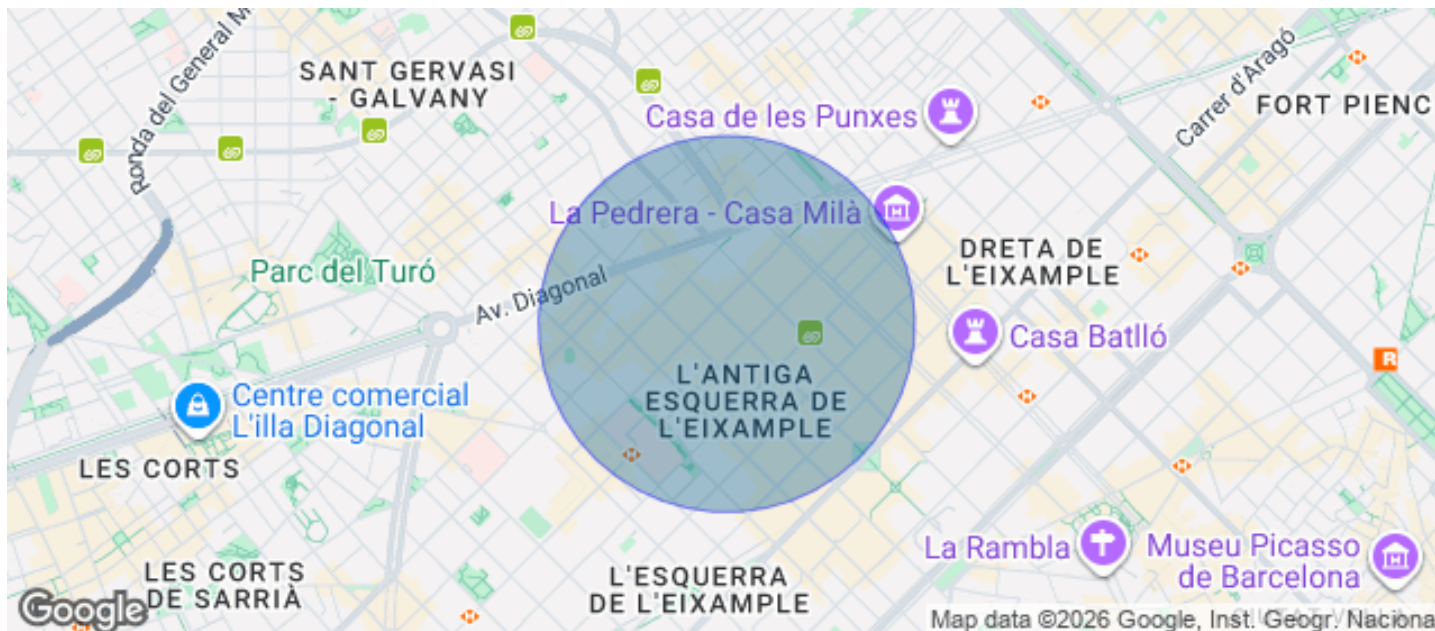 Ronda del General M
SANT GERVASI
- GALVANY
Casa de les Punxes
Carrer d'Aragó
FORT PIENC
La Pedrera - Casa Milà
DRETA DE
L'EIXAMPLE
Parc del Turó
Av. Diagonal
Casa Batlló
L'ANTIGA
ESQUERRA DE
L'EIXAMPLE
R
Centre comercial
L'illa Diagonal
LES CORTS
La Rambla
Museu Picasso
de Barcelona
LES CORTS
DE SARRIÀ
L'ESQUERRA
DE L'EIXAMPLE
Google
Map data ©2026 Google, Inst. Geogr. Naciona